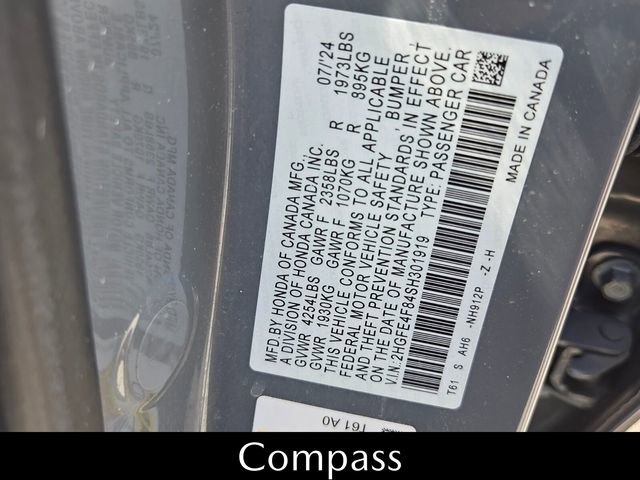 MFD.BY HONDA OF CANADA MFG., 07/'24
A DIVISION OF HONDA CANADA INC.
GVWR 4254LBS GAWR F 2358LBS R 1973LBS
GVWR 1930KG GAWR F 1070KG R 895KG
THIS VEHICLE CONFORMS TO ALL APPLICABLE
FEDERAL MOTOR VEHICLE SAFETY , BUMPER ,
AND THEFT PREVENTION STANDARDS IN EFFECT
ON THE DATE OF MANUFACTURE SHOWN ABOVE.
V.I.N.:2HGFE4F84SH301919 TYPE: PASSENGER CAR
T61 S AH6 -NH912P -Z -H
MADE IN CANADA
T61A0
Compass